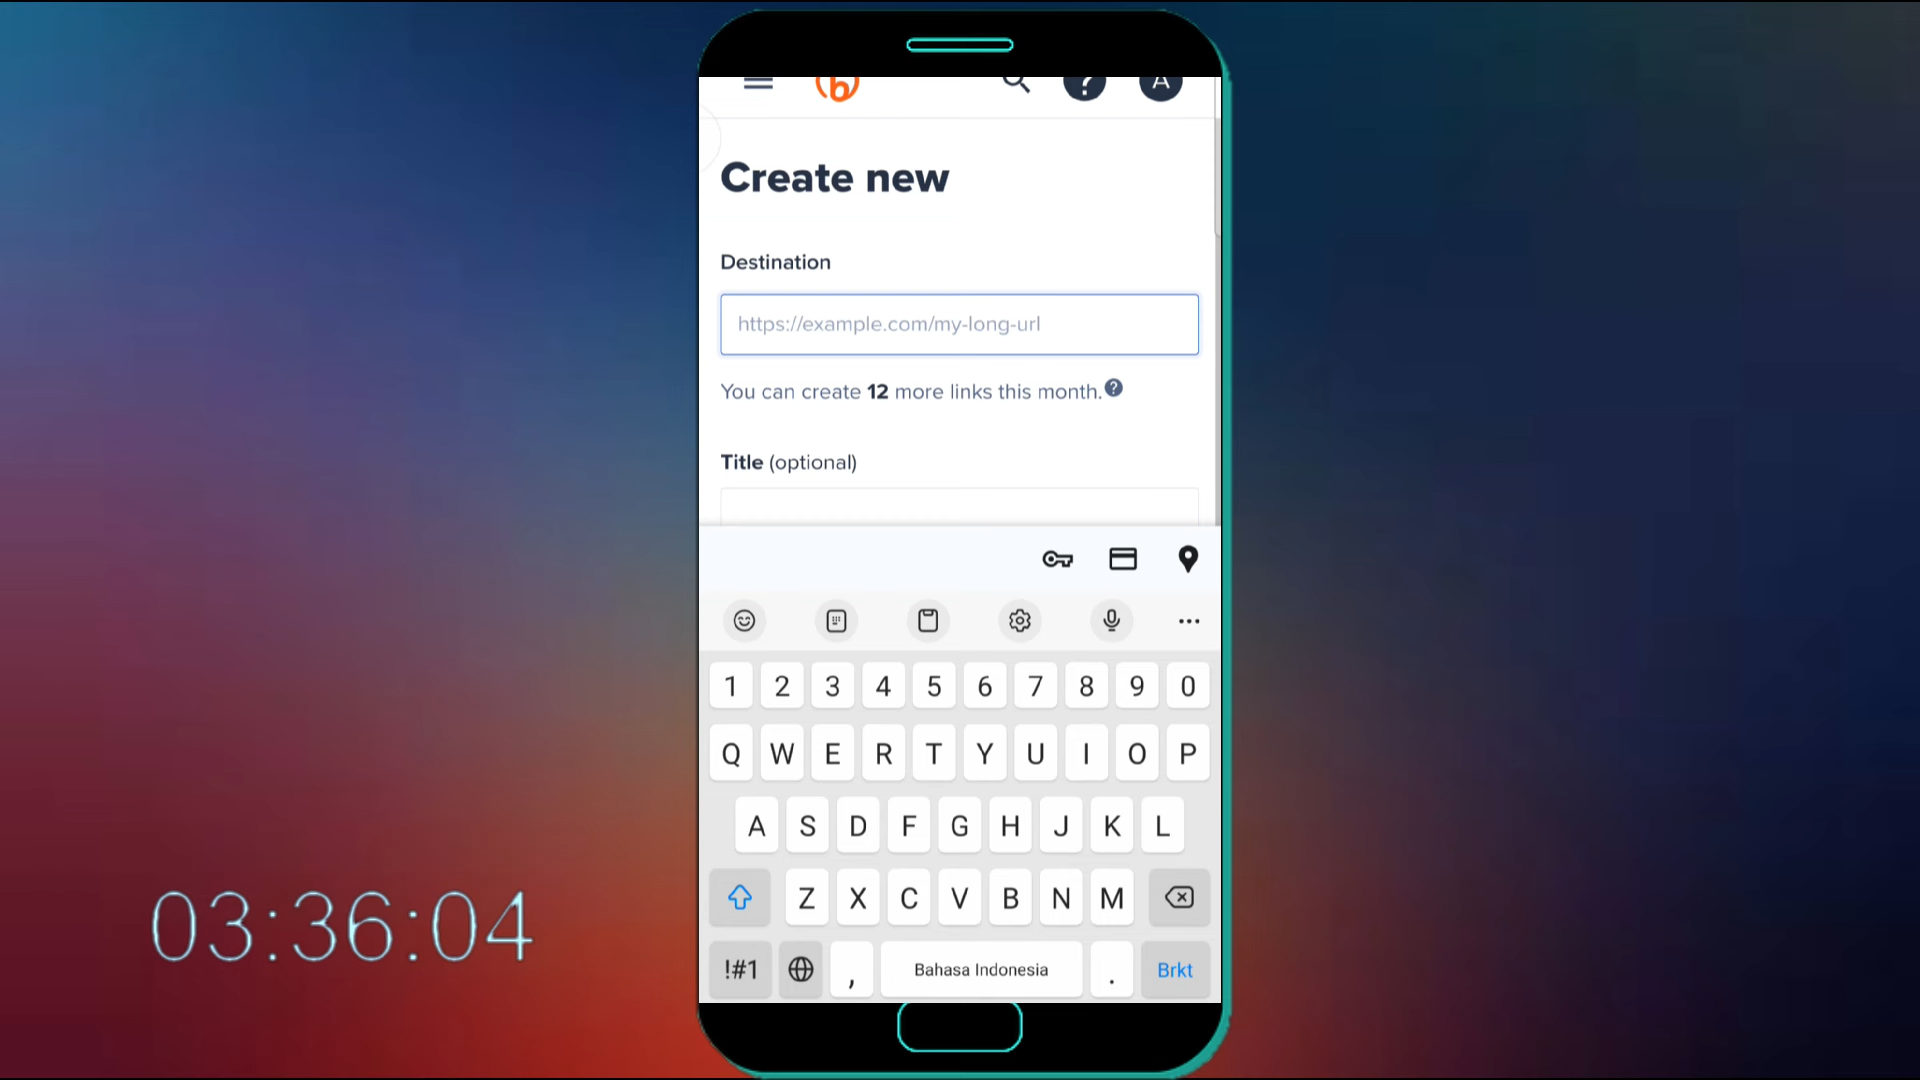 b ? A
Create new
Destination
https://example.com/my-long-url
You can create 12 more links this month. ?
Title (optional)
1 2 3 4 5 6 7 8 9 0
Q W E R T Y U I O P
A S D F G H J K L
Z X C V B N M
!#1 , Bahasa Indonesia . Brkt
03:36:04